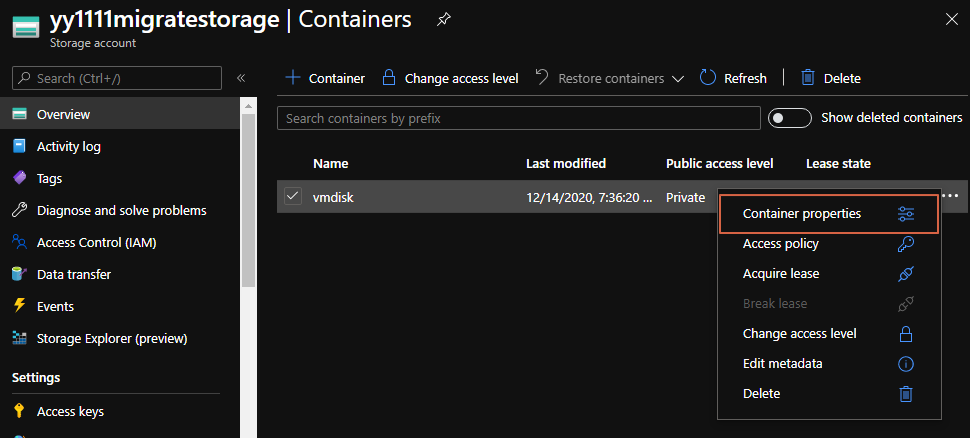 yy1111migratestorage | Containers
Storage account
Search (Ctrl+/)
«
Container
Change access level
Restore containers
Refresh
Delete
Overview
Search containers by prefix
Show deleted containers
Activity log
Name
Last modified
Public access level
Lease state
Tags
vmdisk
12/14/2020, 7:36:20 ...
Private
...
Diagnose and solve problems
Container properties
Access Control (IAM)
Access policy
Data transfer
Acquire lease
Events
Break lease
Storage Explorer (preview)
Change access level
Edit metadata
Settings
Delete
Access keys